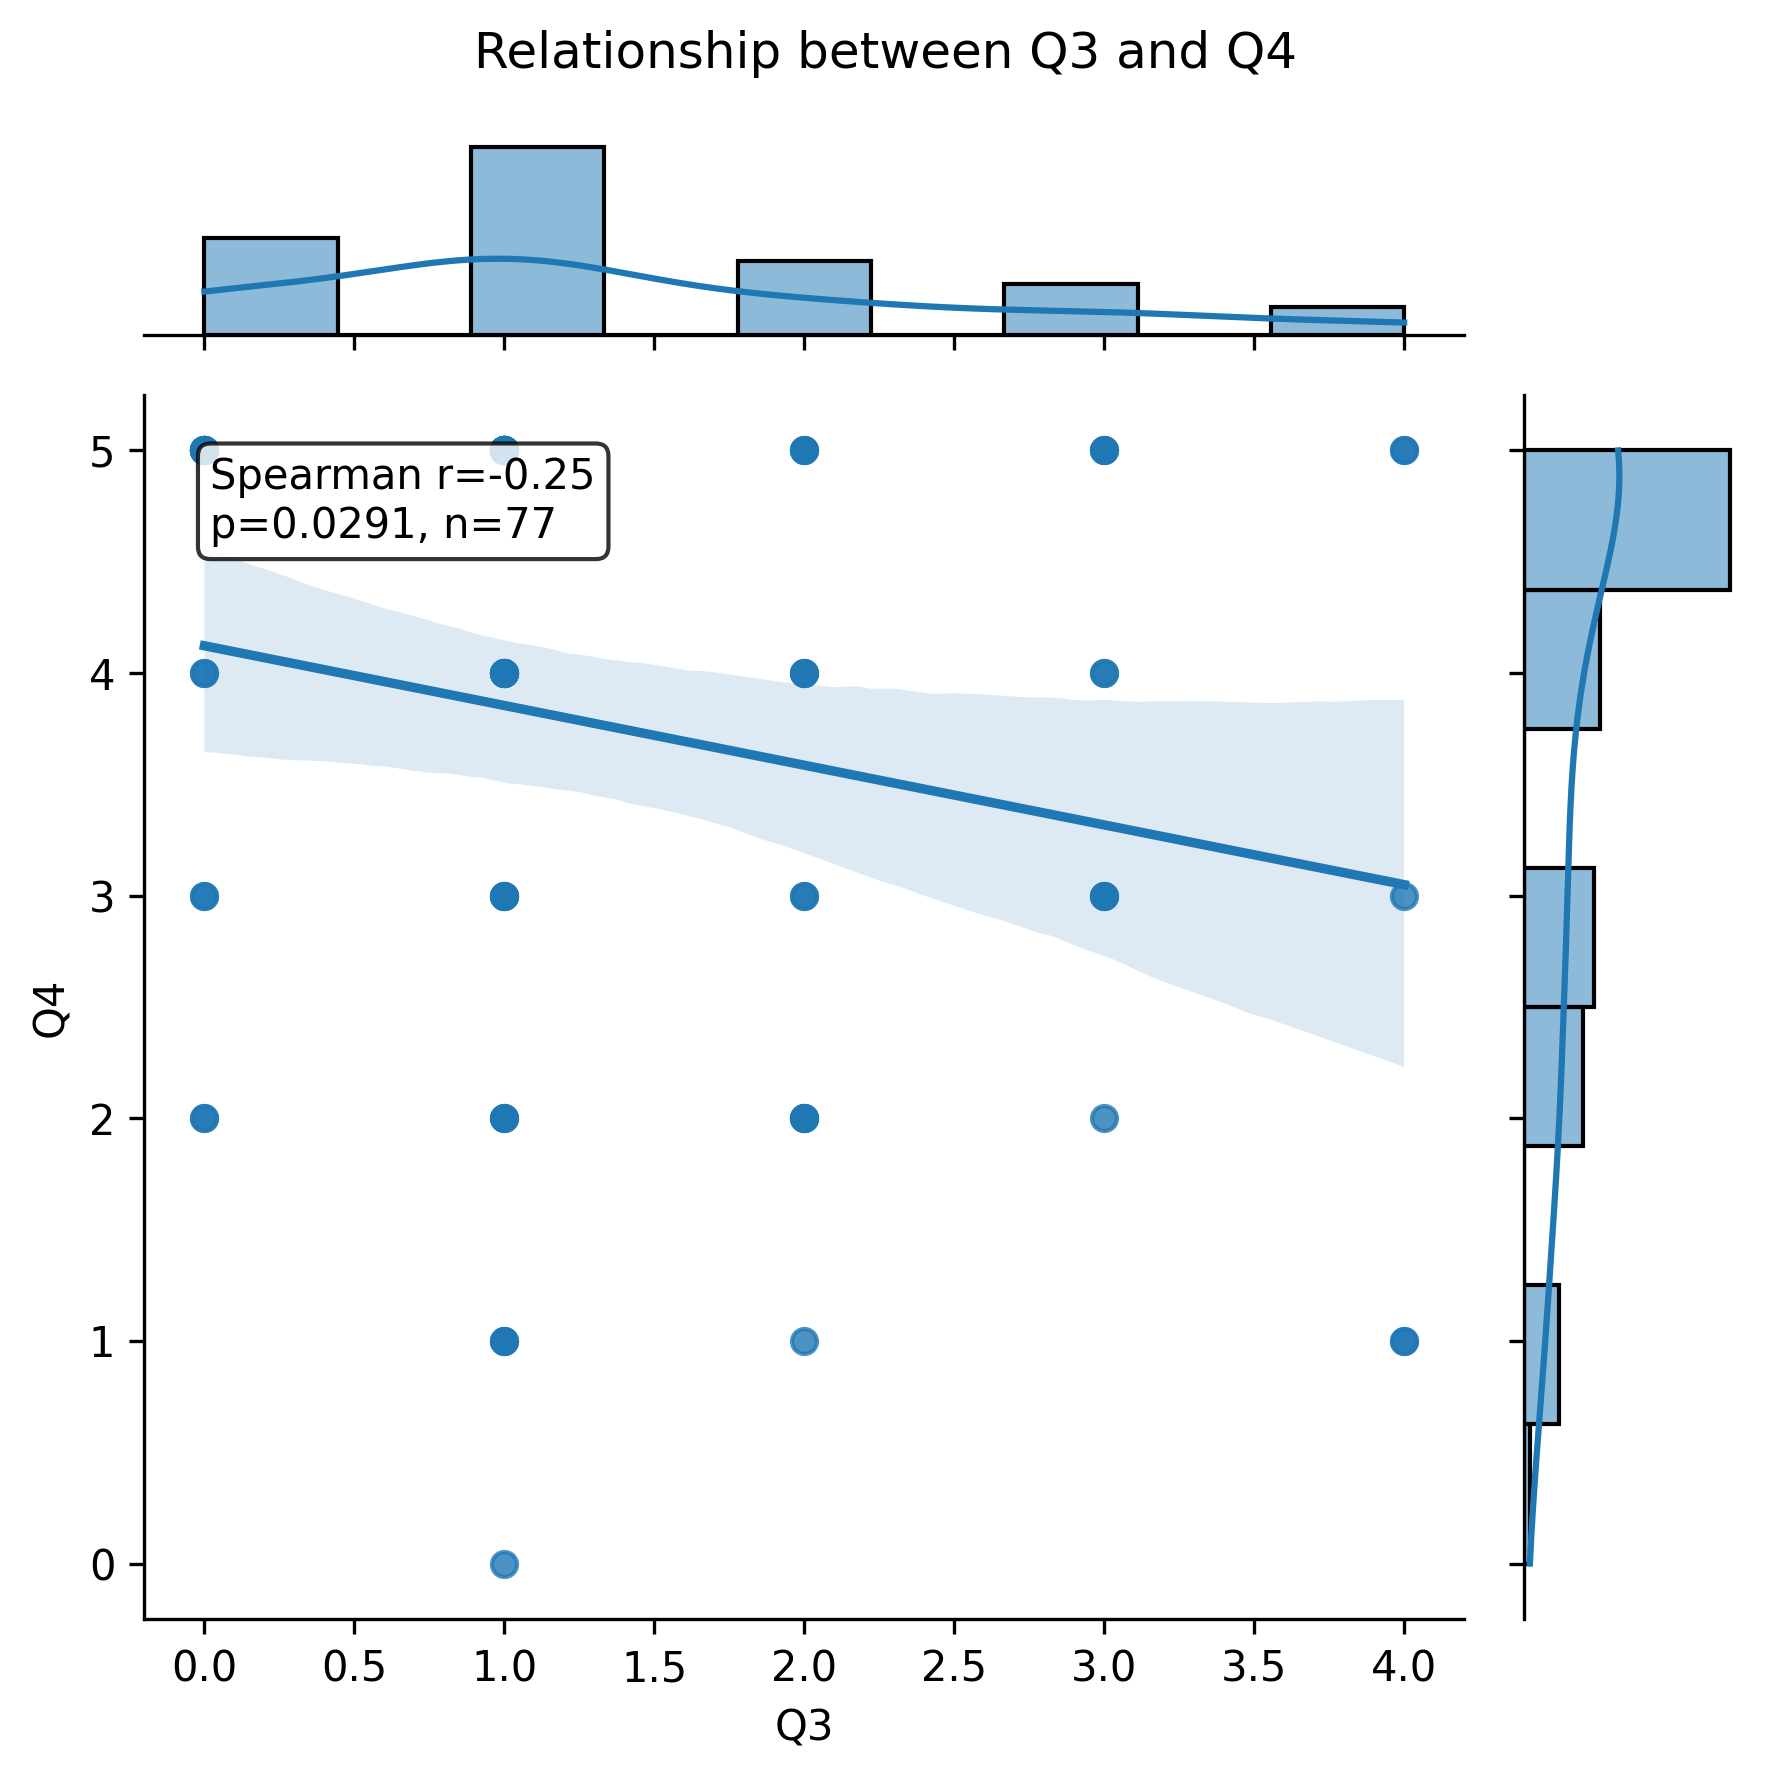 Relationship between Q3 and Q4
5
Spearman r=-0.25
p=0.0291, n=77
4
3
2
1
0
Q4
0.0 0.5 1.0 1.5 2.0 2.5 3.0 3.5 4.0
Q3